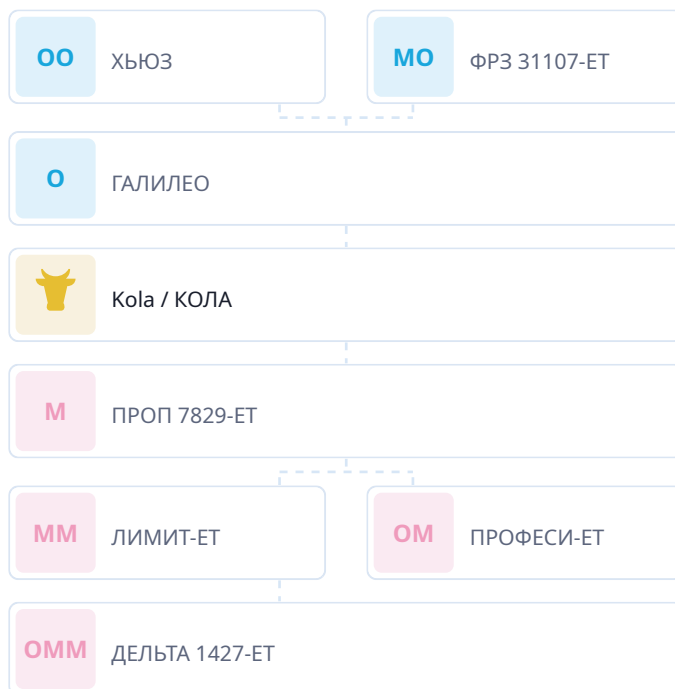 ОО ХЬЮЗ
МО ФРЗ 31107-ET
О ГАЛИЛЕО
Kola / КОЛА
М ПРОП 7829-ЕТ
ММ ЛИМИТ-ЕТ
ОМ ПРОФЕСИ-ЕТ
ОММ ДЕЛЬТА 1427-ЕТ